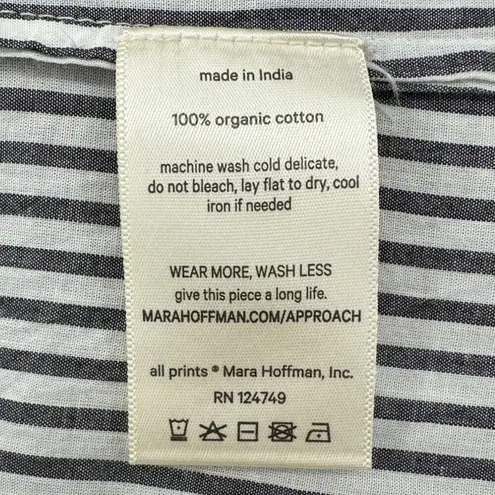 made in India
100% organic cotton
machine wash cold delicate,
do not bleach, lay flat to dry, cool
iron if needed
WEAR MORE, WASH LESS
give this piece a long life.
MARAHOFFMAN.COM/APPROACH
all prints ® Mara Hoffman, Inc.
RN 124749